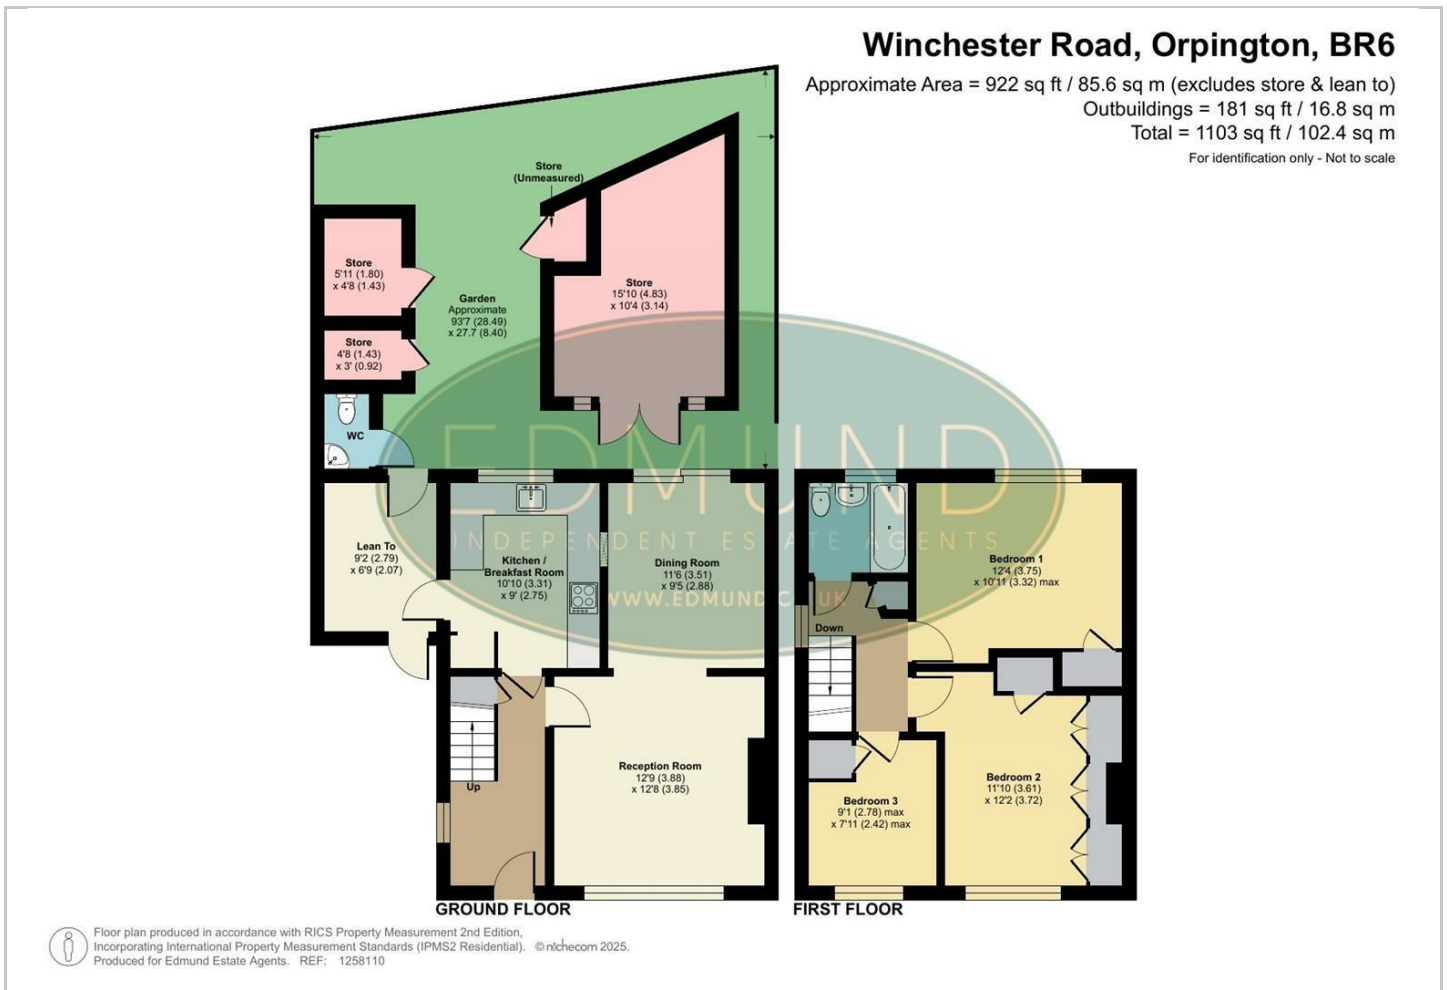 Winchester Road, Orpington, BR6
Approximate Area = 922 sq ft / 85.6 sq m (excludes store & lean to)
Outbuildings = 181 sq ft / 16.8 sq m
Total = 1103 sq ft / 102.4 sq m
For identification only - Not to scale
Store
(Unmeasured)
Store
5'11 (1.80)
x 4'8 (1.43)
Garden
Approximate
93'7 (28.49)
x 27.7 (8.40)
Store
15'10 (4.83)
x 10'4 (3.14)
Store
4'8 (1.43)
x 3' (0.92)
WC
EDMUND
INDEPENDENT ESTATE AGENTS
WWW.EDMUND.CO.UK
Lean To
9'2 (2.79)
x 6'9 (2.07)
Kitchen /
Breakfast Room
10'10 (3.31)
x 9' (2.75)
Dining Room
11'6 (3.51)
x 9'5 (2.88)
Bedroom 1
12'4 (3.75)
x 10'11 (3.32) max
Down
Reception Room
12'9 (3.88)
x 12'8 (3.85)
Up
Bedroom 2
11'10 (3.61)
x 12'2 (3.72)
Bedroom 3
9'1 (2.78) max
x 7'11 (2.42) max
GROUND FLOOR
FIRST FLOOR
Floor plan produced in accordance with RICS Property Measurement 2nd Edition,
Incorporating International Property Measurement Standards (IPMS2 Residential). © nichecom 2025.
Produced for Edmund Estate Agents. REF: 1258110